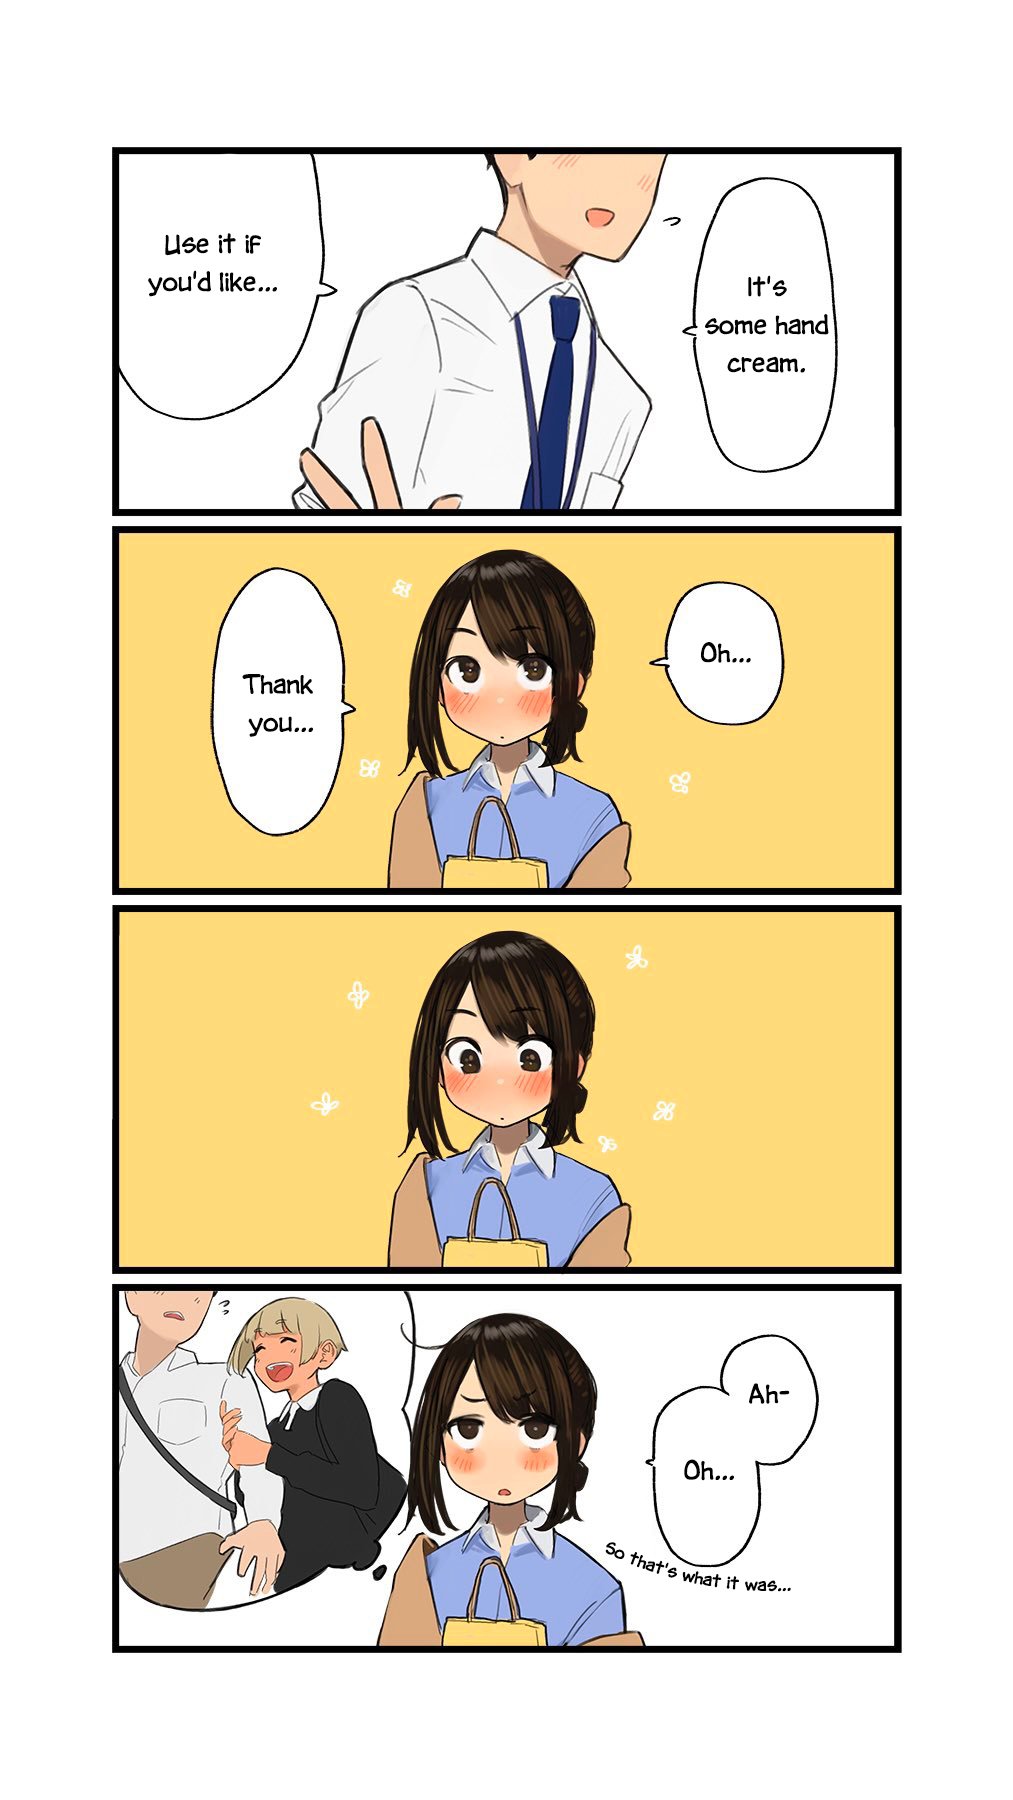 It's
some hand
cream.
Use it if
you'd like...
Oh...
Thank
you...
Ah-
Oh...
So that's what it was...